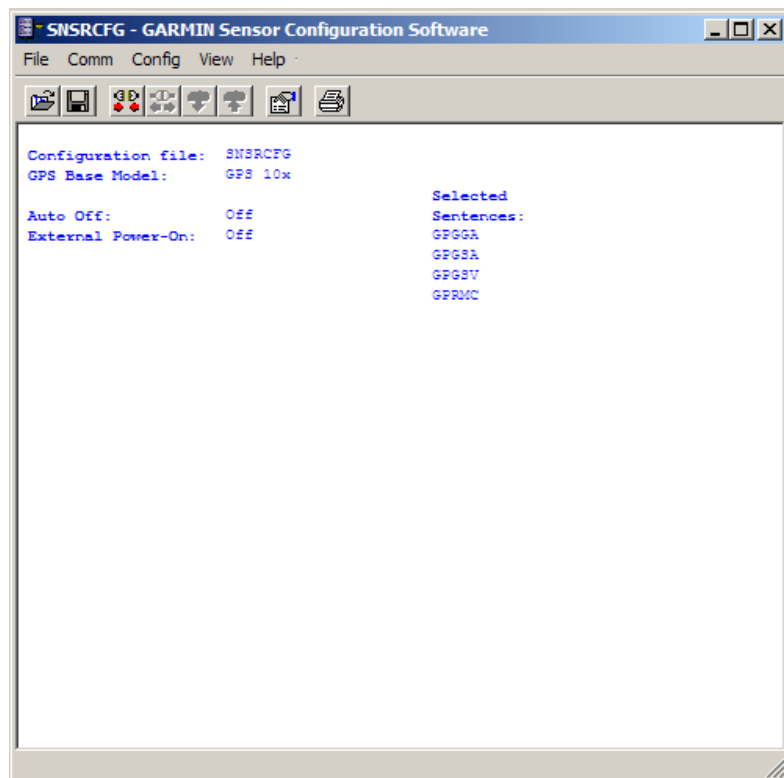 SNSRCFG - GARMIN Sensor Configuration Software
File Comm Config View Help
Configuration file: SNSRCFG
GPS Base Model: GPS 10x
Auto Off: Off
External Power-On: Off
Selected
Sentences:
GPGGA
GPGSA
GPGSV
GPRMC